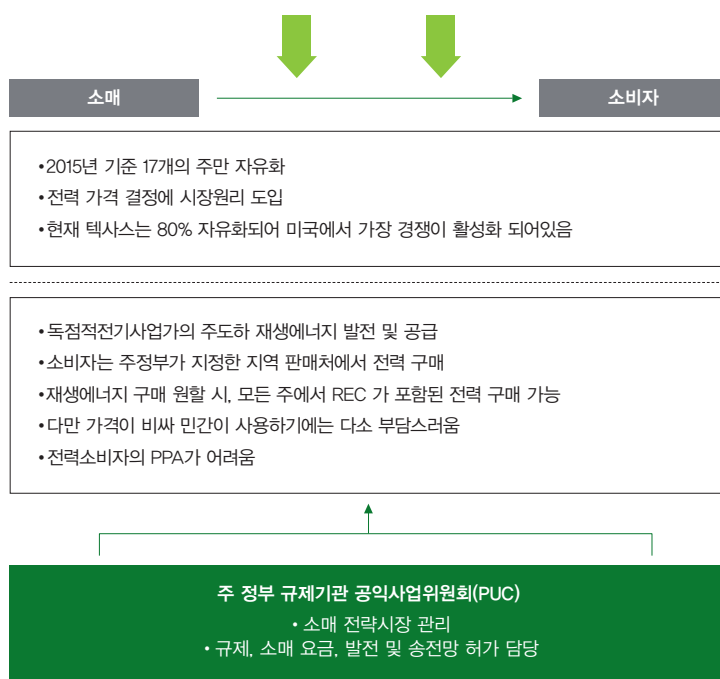 소매
소비자
•2015년 기준 17개의 주만 자유화
•전력 가격 결정에 시장원리 도입
•현재 텍사스는 80% 자유화되어 미국에서 가장 경쟁이 활성화 되어있음
•독점적전기사업가의 주도하 재생에너지 발전 및 공급
•소비자는 주정부가 지정한 지역 판매처에서 전력 구매
•재생에너지 구매 원할 시, 모든 주에서 REC 가 포함된 전력 구매 가능
•다만 가격이 비싸 민간이 사용하기에는 다소 부담스러움
•전력소비자의 PPA가 어려움
주 정부 규제기관 공익사업위원회(PUC)
• 소매 전략시장 관리
• 규제, 소매 요금, 발전 및 송전망 허가 담당